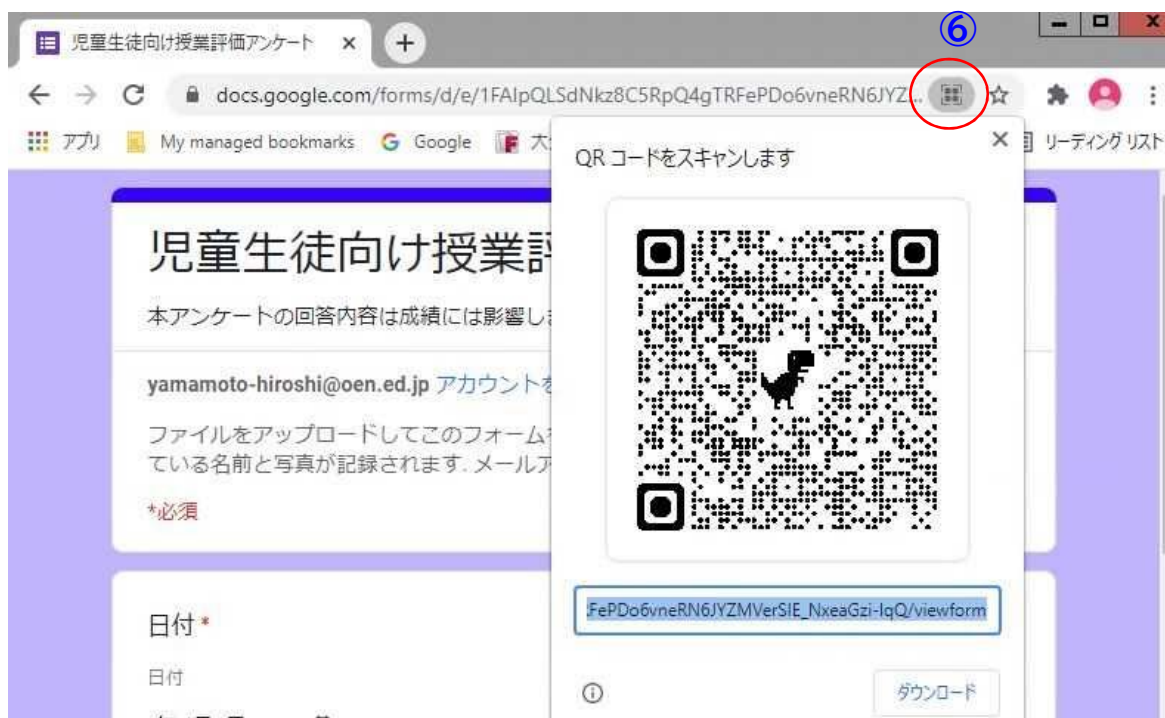 ⑥
児童生徒向け授業評価アンケート
docs.google.com/forms/d/e/1FAIpQLSdNkz8C5RpQ4gTRFePDo6vneRN6JYZ...
アプリ My managed bookmarks Google 大 リーディング リスト
QR コードをスキャンします
児童生徒向け授業評
本アンケートの回答内容は成績には影響し
yamamoto-hiroshi@oen.ed.jp アカウントを
ファイルをアップロードしてこのフォーム
ている名前と写真が記録されます. メールア
*必須
FePDo6vneRN6JYZMVerSIE_NxeaGzi-IqQ/viewform
日付 *
日付
ダウンロード